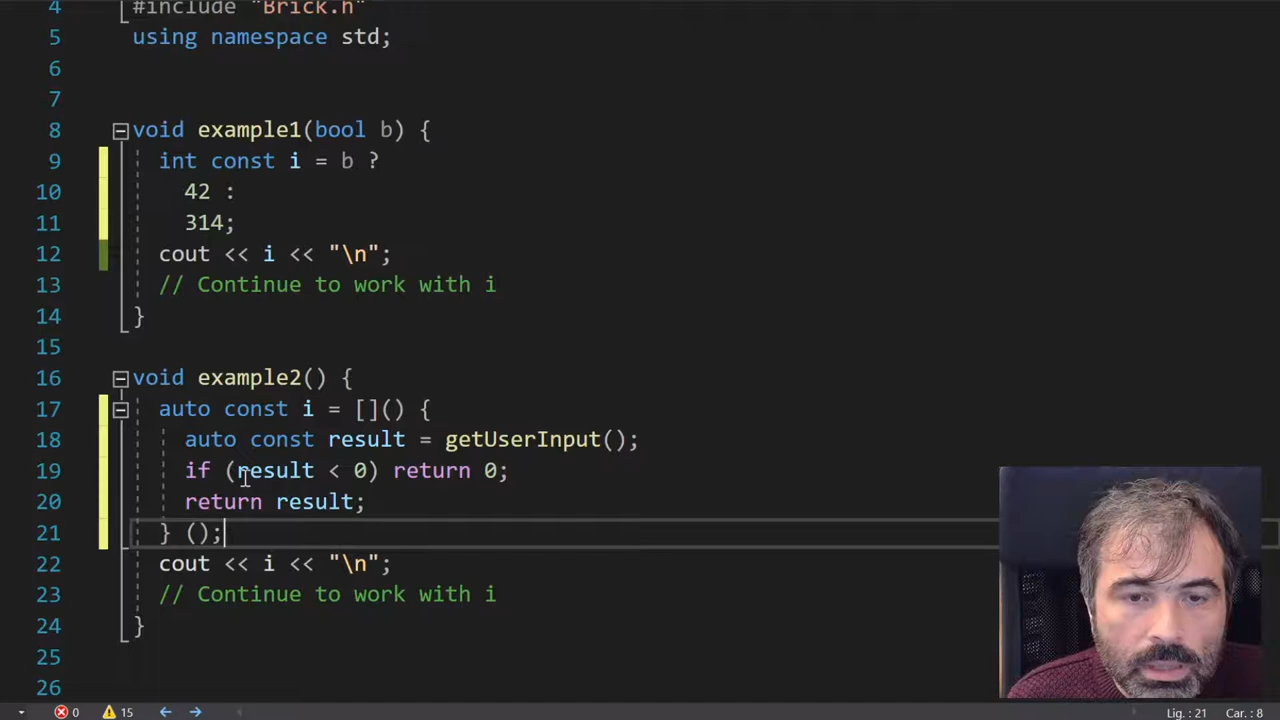 4 #include "Brick.h"
5 using namespace std;
6
7
8 void example1(bool b) {
9 int const i = b ?
10 42 :
11 314;
12 cout << i << "\n";
13 // Continue to work with i
14 }
15
16 void example2() {
17 auto const i = []() {
18 auto const result = getUserInput();
19 if (result < 0) return 0;
20 return result;
21 } ();
22 cout << i << "\n";
23 // Continue to work with i
24 }
25
26
0 15 Lig. : 21 Car. : 8